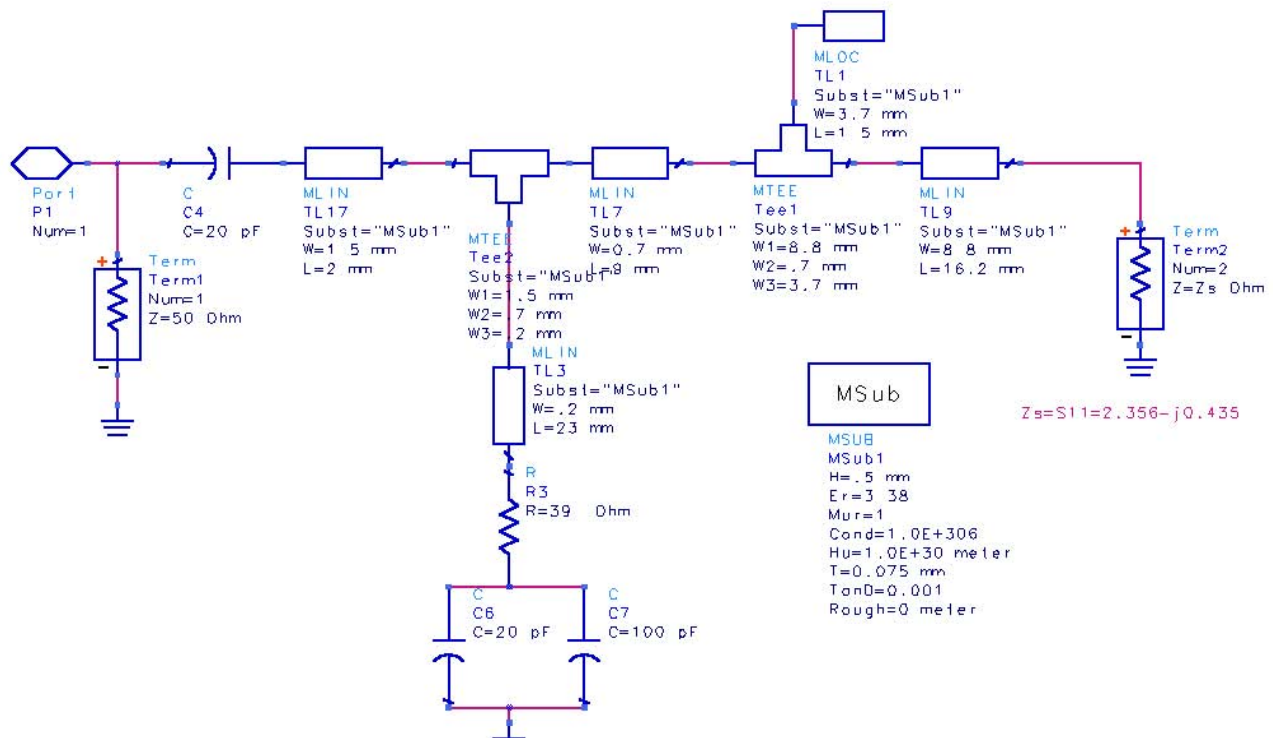 MLOC
TL1
Subst="MSub1"
W=3.7 mm
L=1 5 mm
Port
P1
Num=1
C
C4
C=20 pF
MLIN
TL17
Subst="MSub1"
W=1 5 mm
L=2 mm
MTEE
Tee2
Subst="MSub1"
W1=1.5 mm
W2=.7 mm
W3=.2 mm
MLIN
TL7
Subst="MSub1"
W=0.7 mm
L=9 mm
MTEE
Tee1
Subst="MSub1"
W1=8.8 mm
W2=.7 mm
W3=3.7 mm
MLIN
TL9
Subst="MSub1"
W=8 8 mm
L=16.2 mm
+ Term
Term2
Num=2
Z=Zs Ohm
-
+ Term
Term1
Num=1
Z=50 Ohm
-
MLIN
TL3
Subst="MSub1"
W=.2 mm
L=23 mm
R
R3
R=39 Ohm
C
C6
C=20 pF
C
C7
C=100 pF
MSub
MSUB
MSub1
H=.5 mm
Er=3 38
Mur=1
Cond=1.0E+306
Hu=1.0E+30 meter
T=0.075 mm
TanD=0.001
Rough=0 meter
Zs=S11=2.356-j0.435